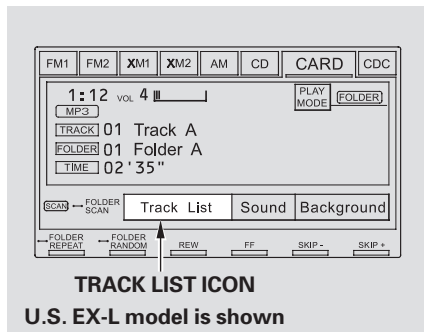 FM1 FM2 XM1 XM2 AM CD CARD CDC
1:12 VOL 4 PLAY MODE FOLDER
MP3
TRACK 01 Track A
FOLDER 01 Folder A
TIME 02'35"
SCAN FOLDER SCAN Track List Sound Background
FOLDER REPEAT FOLDER RANDOM REW FF SKIP - SKIP +
TRACK LIST ICON
U.S. EX-L model is shown